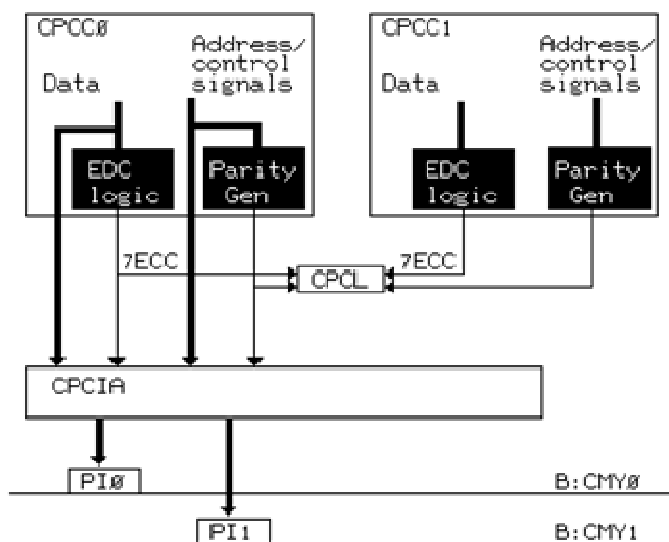 CPCC0
Address/
control
signals
Data
EDC
logic
Parity
Gen
CPCC1
Address/
control
signals
Data
EDC
logic
Parity
Gen
7ECC
CPCL
7ECC
CPCIA
PI0
B:CMY0
PI1
B:CMY1